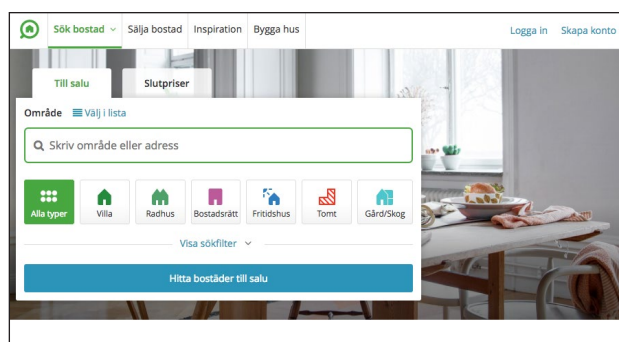 Sök bostad Sälja bostad Inspiration Bygga hus Logga in Skapa konto
Till salu Slutpriser
Område Välj i lista
Skriv område eller adress
Alla typer Villa Radhus Bostadsrätt Fritidshus Tomt Gård/Skog
Visa sökfilter
Hitta bostäder till salu